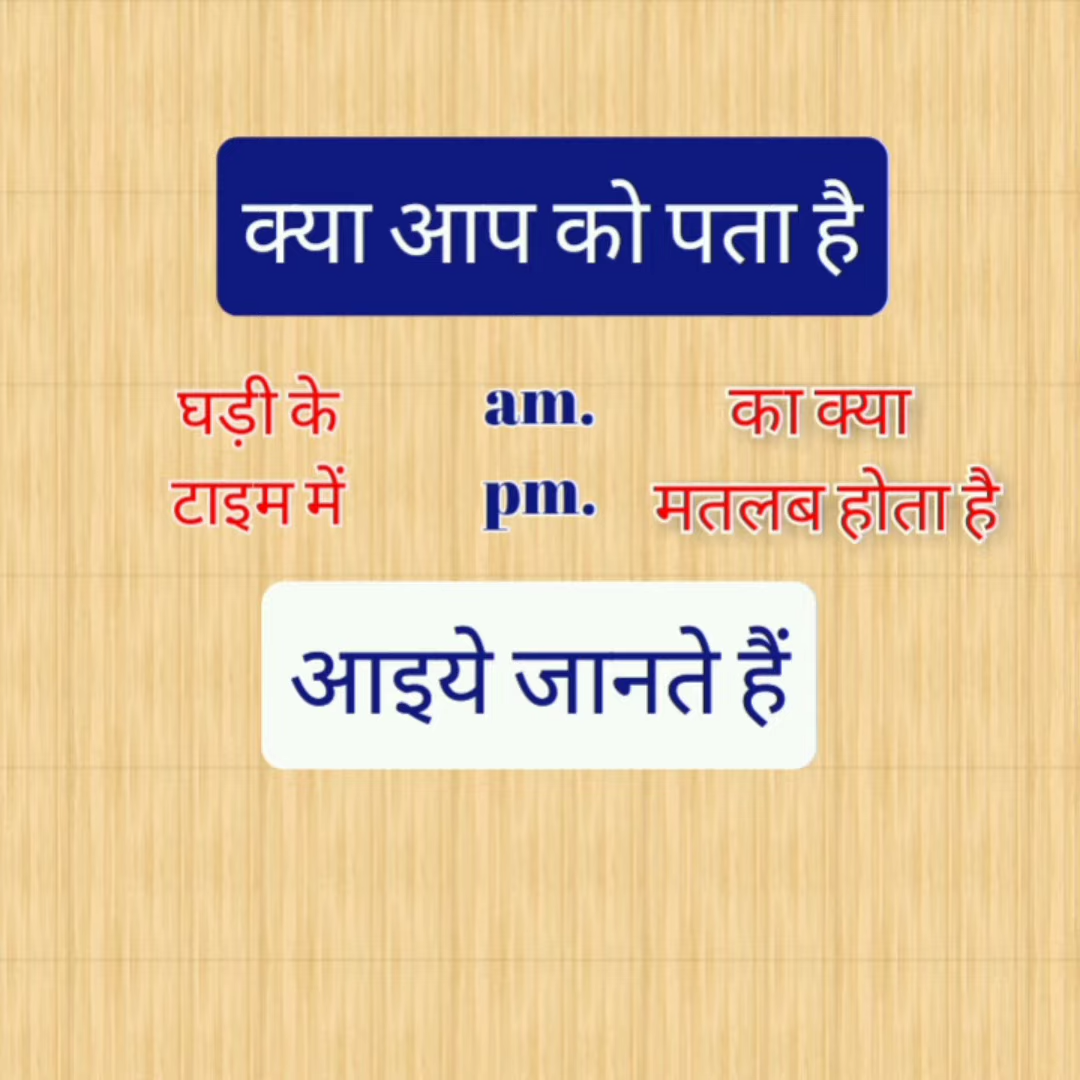 क्या आप को पता है
घड़ी के am. का क्या
टाइम में pm. मतलब होता है
आइये जानते हैं